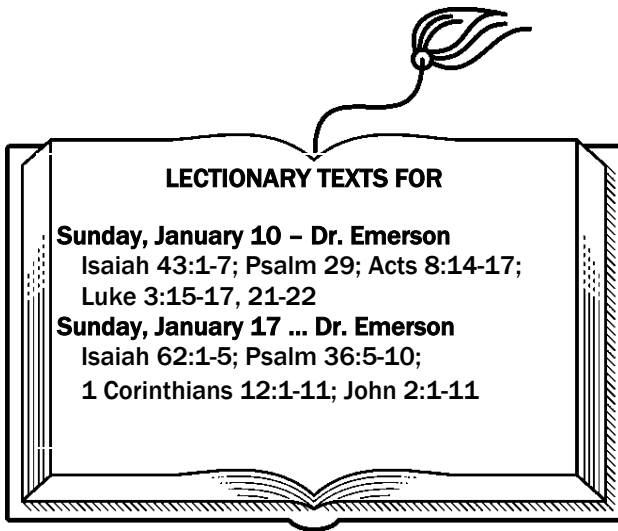 LECTIONARY TEXTS FOR
Sunday, January 10 – Dr. Emerson
Isaiah 43:1-7; Psalm 29; Acts 8:14-17;
Luke 3:15-17, 21-22
Sunday, January 17 ... Dr. Emerson
Isaiah 62:1-5; Psalm 36:5-10;
1 Corinthians 12:1-11; John 2:1-11